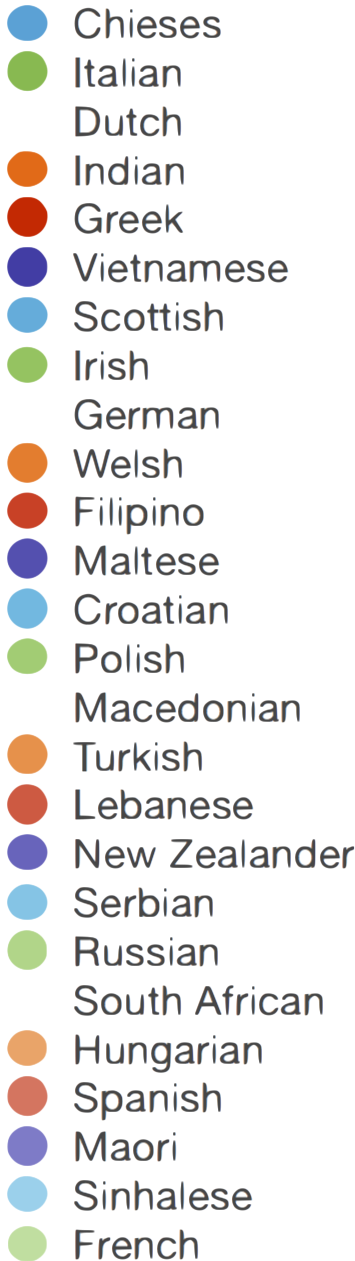 Chieses
Italian
Dutch
Indian
Greek
Vietnamese
Scottish
Irish
German
Welsh
Filipino
Maltese
Croatian
Polish
Macedonian
Turkish
Lebanese
New Zealander
Serbian
Russian
South African
Hungarian
Spanish
Maori
Sinhalese
French